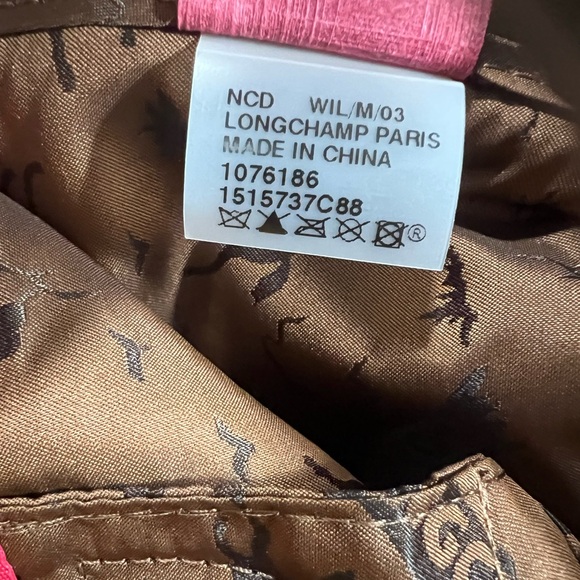 NCD WIL/M/03
LONGCHAMP PARIS
MADE IN CHINA
1076186
1515737C88
®